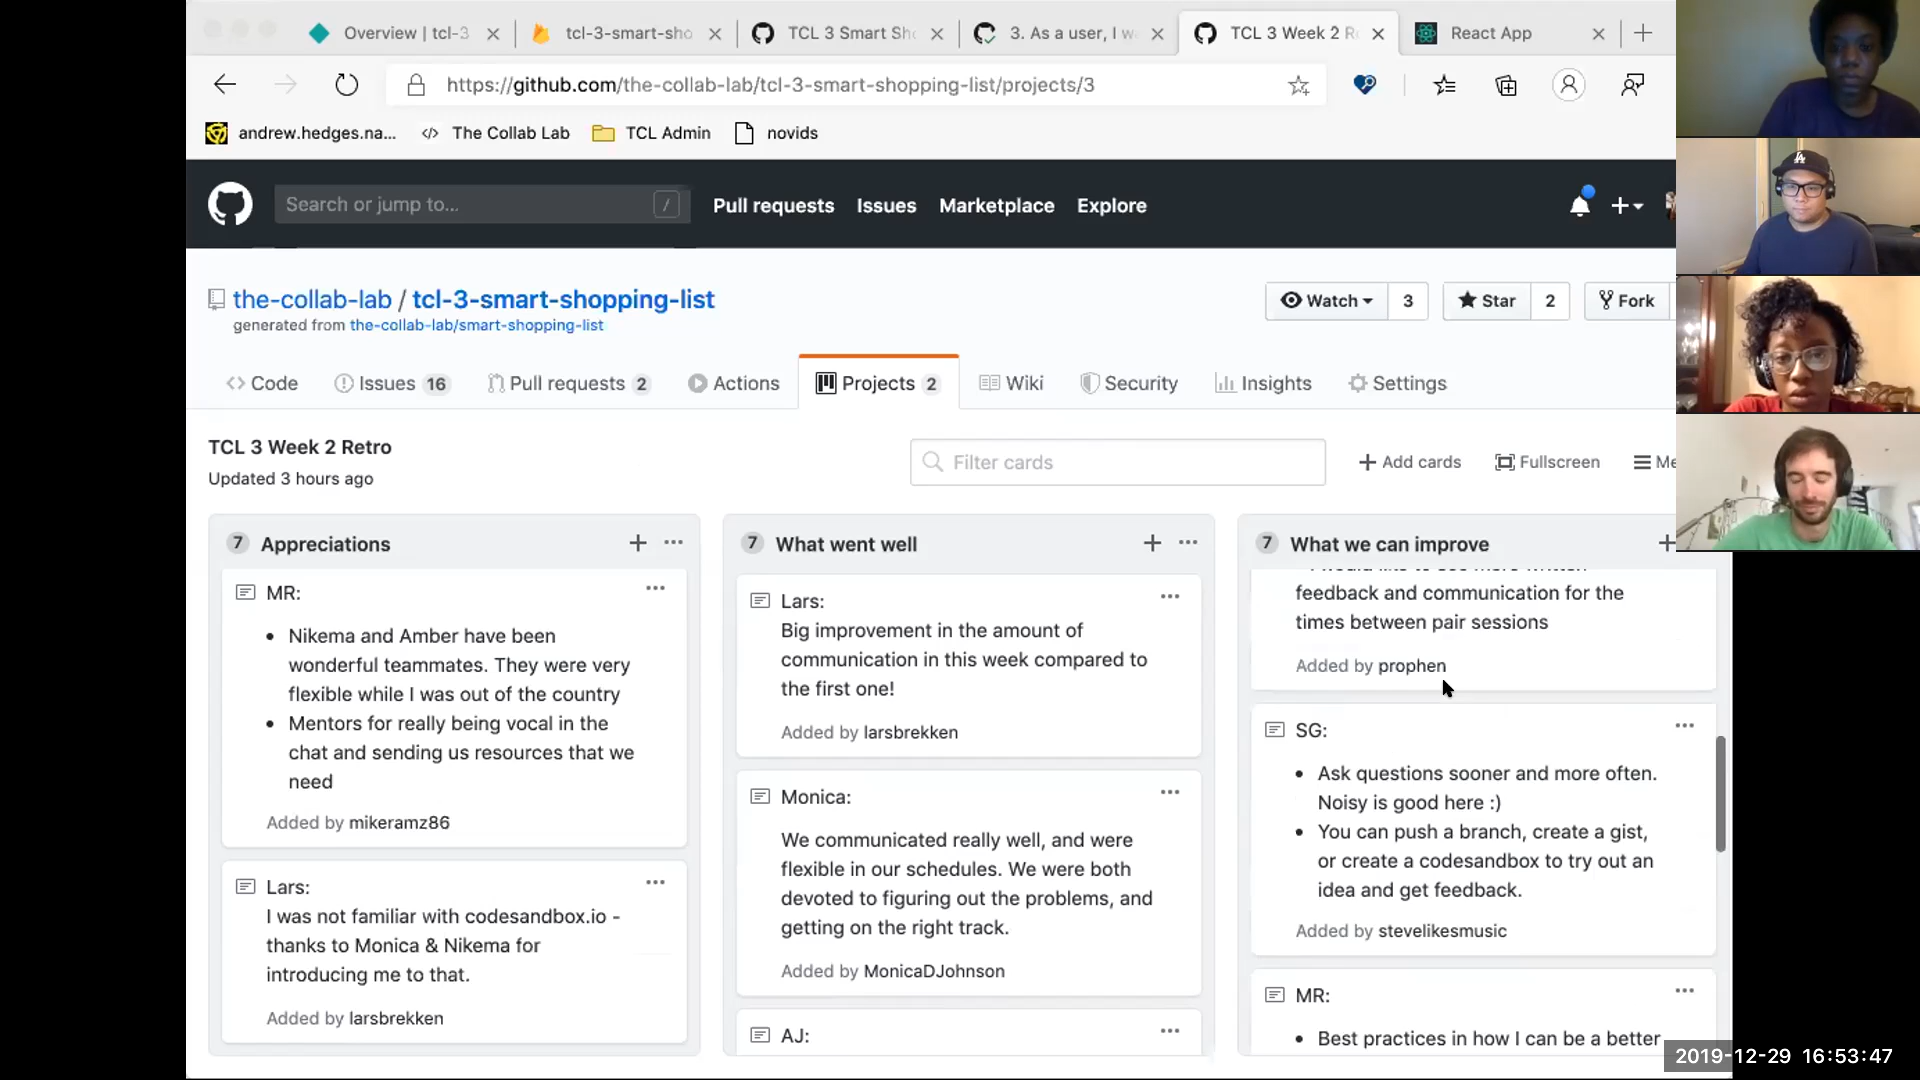 Overview | tcl-3
tcl-3-smart-sho
TCL 3 Smart Sh
3. As a user, I w
TCL 3 Week 2 R
React App
https://github.com/the-collab-lab/tcl-3-smart-shopping-list/projects/3
andrew.hedges.na...
The Collab Lab
TCL Admin
novids
Search or jump to...
/
Pull requests
Issues
Marketplace
Explore
the-collab-lab / tcl-3-smart-shopping-list
generated from the-collab-lab/smart-shopping-list
Watch 3
Star 2
Fork
Code
Issues 16
Pull requests 2
Actions
Projects 2
Wiki
Security
Insights
Settings
TCL 3 Week 2 Retro
Updated 3 hours ago
Filter cards
Add cards
Fullscreen
Me
7 Appreciations
MR:
• Nikema and Amber have been
wonderful teammates. They were very
flexible while I was out of the country
• Mentors for really being vocal in the
chat and sending us resources that we
need
Added by mikeramz86
Lars:
I was not familiar with codesandbox.io -
thanks to Monica & Nikema for
introducing me to that.
Added by larsbrekken
7 What went well
Lars:
Big improvement in the amount of
communication in this week compared to
the first one!
Added by larsbrekken
Monica:
We communicated really well, and were
flexible in our schedules. We were both
devoted to figuring out the problems, and
getting on the right track.
Added by MonicaDJohnson
AJ:
7 What we can improve
feedback and communication for the
times between pair sessions
Added by prophen
SG:
• Ask questions sooner and more often.
Noisy is good here :)
• You can push a branch, create a gist,
or create a codesandbox to try out an
idea and get feedback.
Added by stevelikesmusic
MR:
• Best practices in how I can be a better
2019-12-29 16:53:47